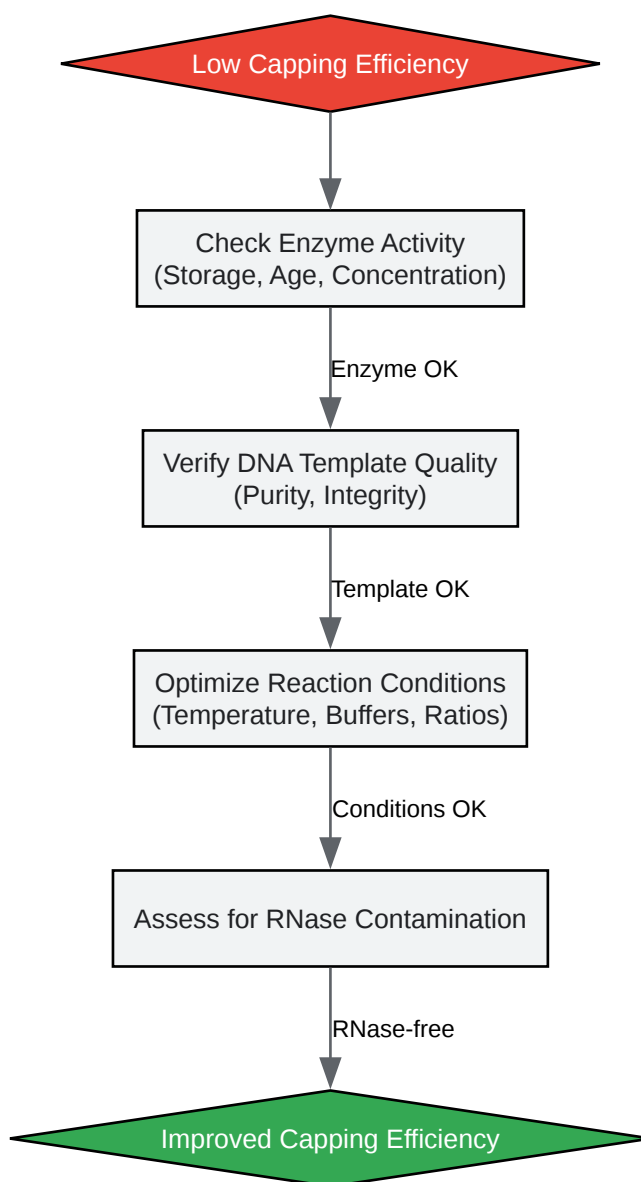 Low Capping Efficiency
Check Enzyme Activity
(Storage, Age, Concentration)
Enzyme OK
Verify DNA Template Quality
(Purity, Integrity)
Template OK
Optimize Reaction Conditions
(Temperature, Buffers, Ratios)
Conditions OK
Assess for RNase Contamination
RNase-free
Improved Capping Efficiency